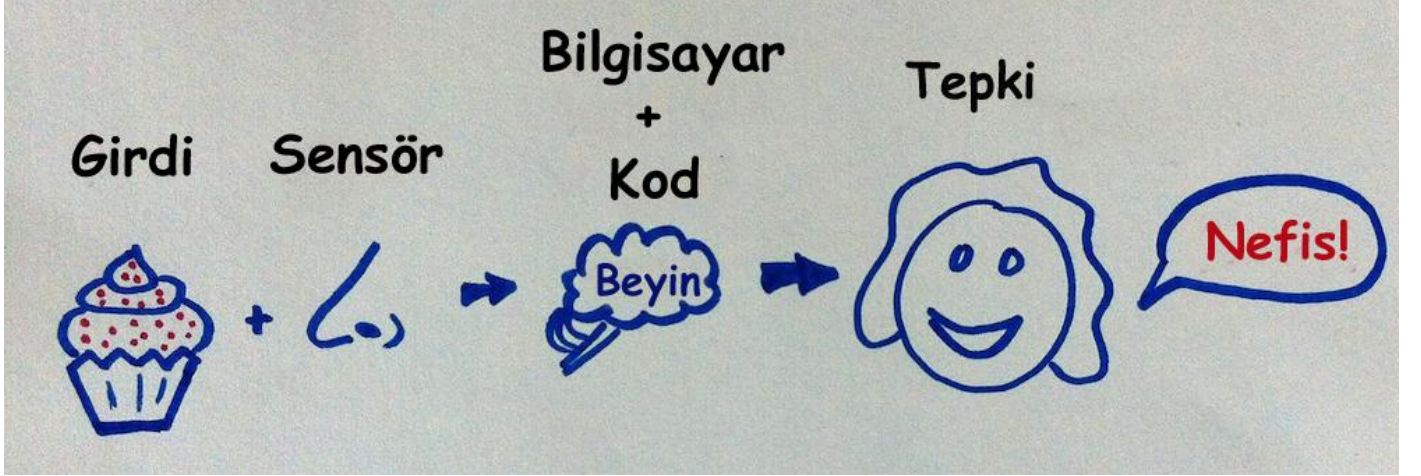 Girdi
Sensör
Bilgisayar
+
Kod
Tepki
+
Beyin
Nefis!